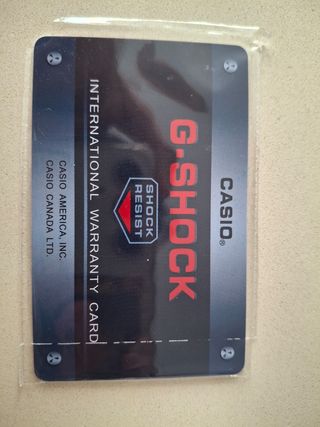 CASIO®
G-SHOCK
SHOCK
RESIST
INTERNATIONAL WARRANTY CARD
CASIO AMERICA, INC.
CASIO CANADA LTD.